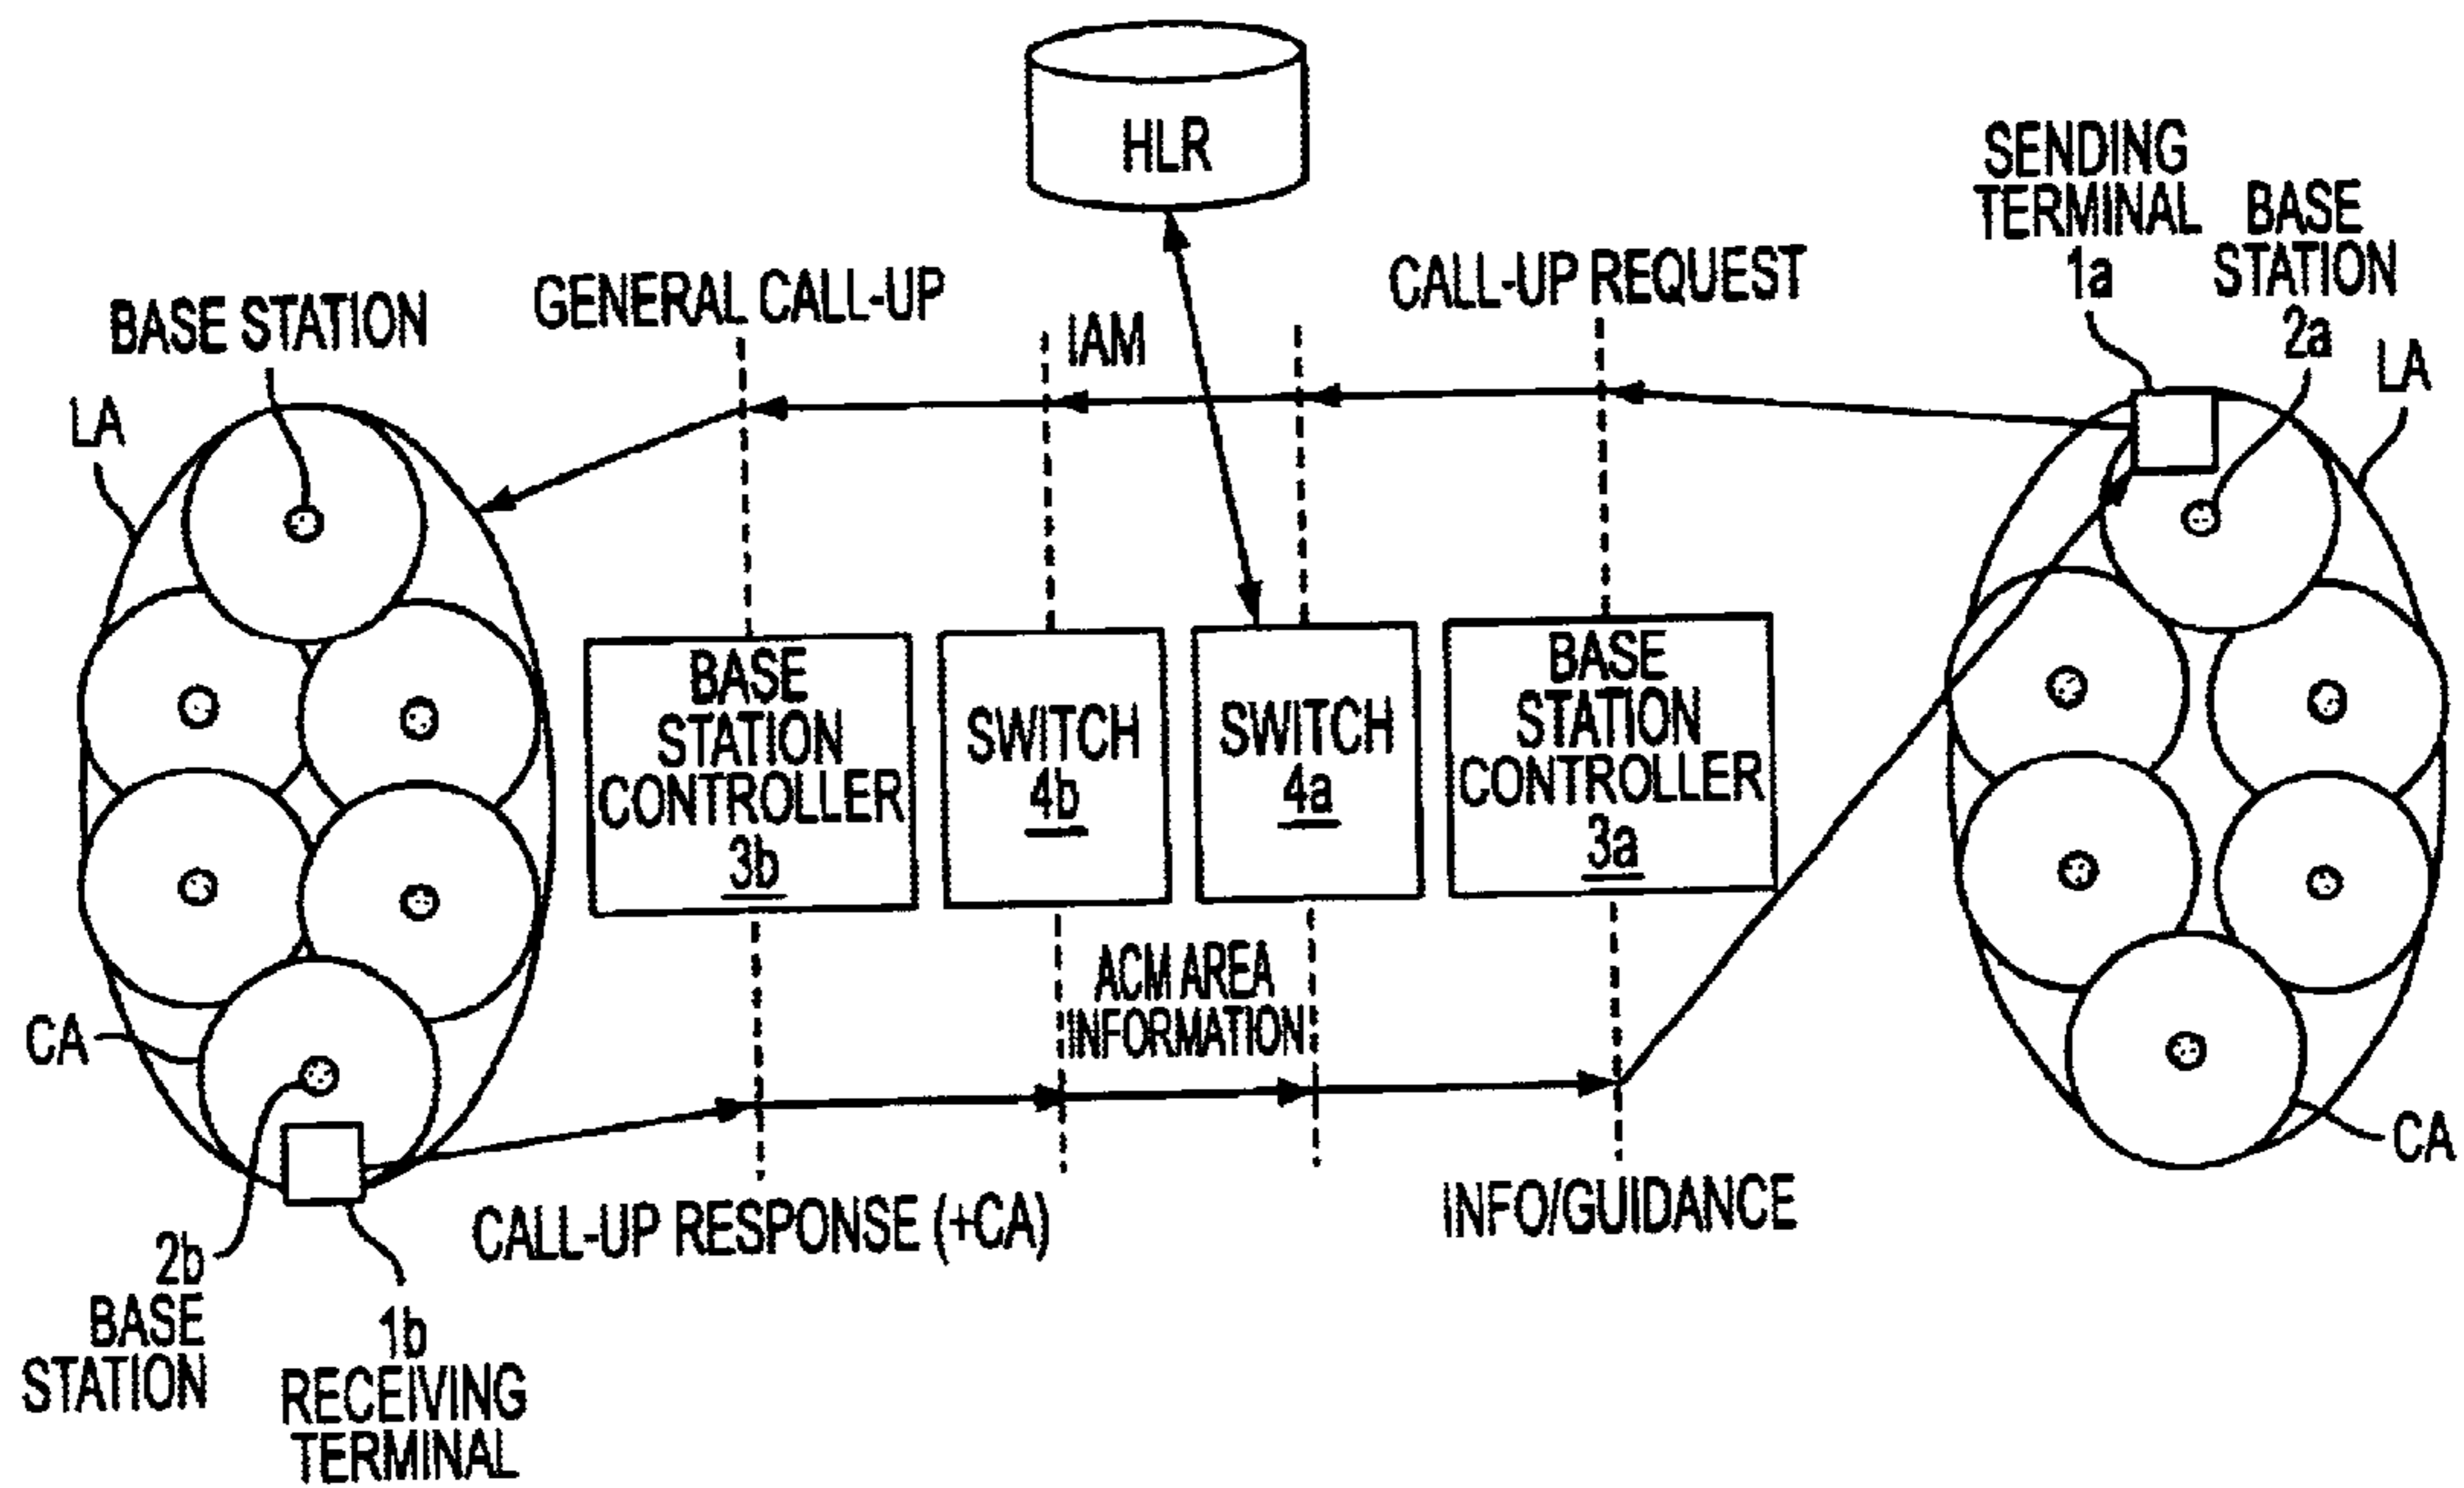 HLR
SENDING
TERMINAL
1a
BASE
STATION
2a
LA
CALL-UP REQUEST
GENERAL CALL-UP
IAM
BASE STATION
LA
BASE
STATION
CONTROLLER
3b
SWITCH
4b
SWITCH
4a
BASE
STATION
CONTROLLER
3a
ACM AREA
INFORMATION
CA
CA
CALL-UP RESPONSE (+CA)
INFO/GUIDANCE
2b
BASE
STATION
1b
RECEIVING
TERMINAL